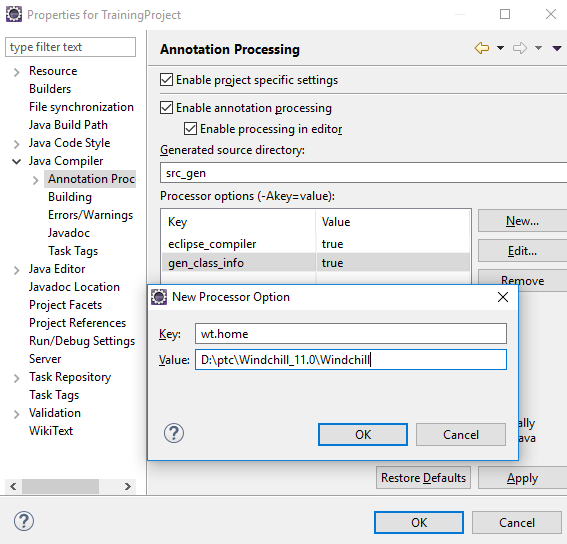 Properties for TrainingProject
type filter text
Resource
Builders
File synchronization
Java Build Path
Java Code Style
Java Compiler
Annotation Proc
Building
Errors/Warnings
Javadoc
Task Tags
Java Editor
Javadoc Location
Project Facets
Project References
Run/Debug Settings
Server
Task Repository
Task Tags
Validation
WikiText
Annotation Processing
Enable project specific settings
Enable annotation processing
Enable processing in editor
Generated source directory:
src_gen
Processor options (-Akey=value):
Key Value
eclipse_compiler true
gen_class_info true
New...
Edit...
Remove
New Processor Option
Key: wt.home
Value: D:\ptc\Windchill_11.0\Windchill
OK Cancel
ally
ava
Restore Defaults Apply
OK Cancel